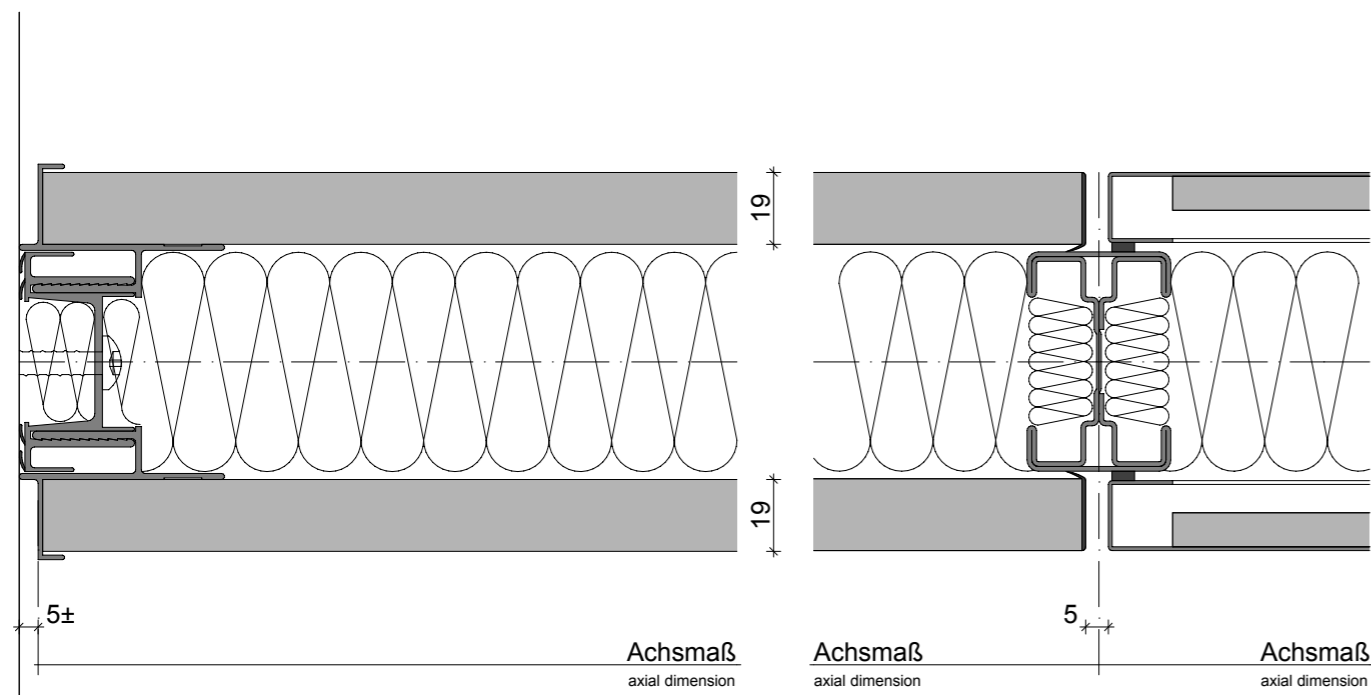 19
19
5±
5
Achsmaß
axial dimension
Achsmaß
axial dimension
Achsmaß
axial dimension